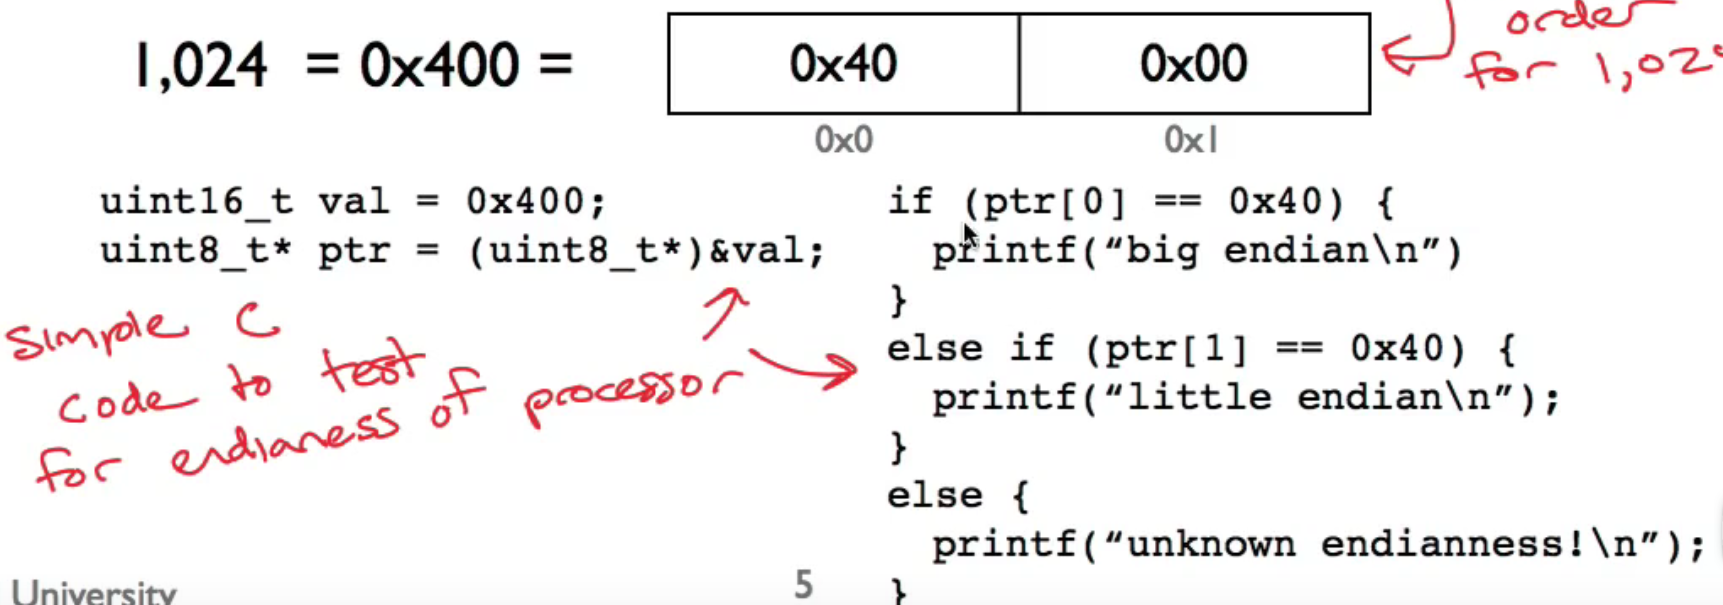 order
for 1,02
1,024 = 0x400 =
0x40 0x00
0x0 0x1
uint16_t val = 0x400;
uint8_t* ptr = (uint8_t*)&val;
simple C
code to test
for endianess of processor
if (ptr[0] == 0x40) {
printf(“big endian\n”)
}
else if (ptr[1] == 0x40) {
printf(“little endian\n”);
}
else {
printf(“unknown endianness!\n”);
}
University
5